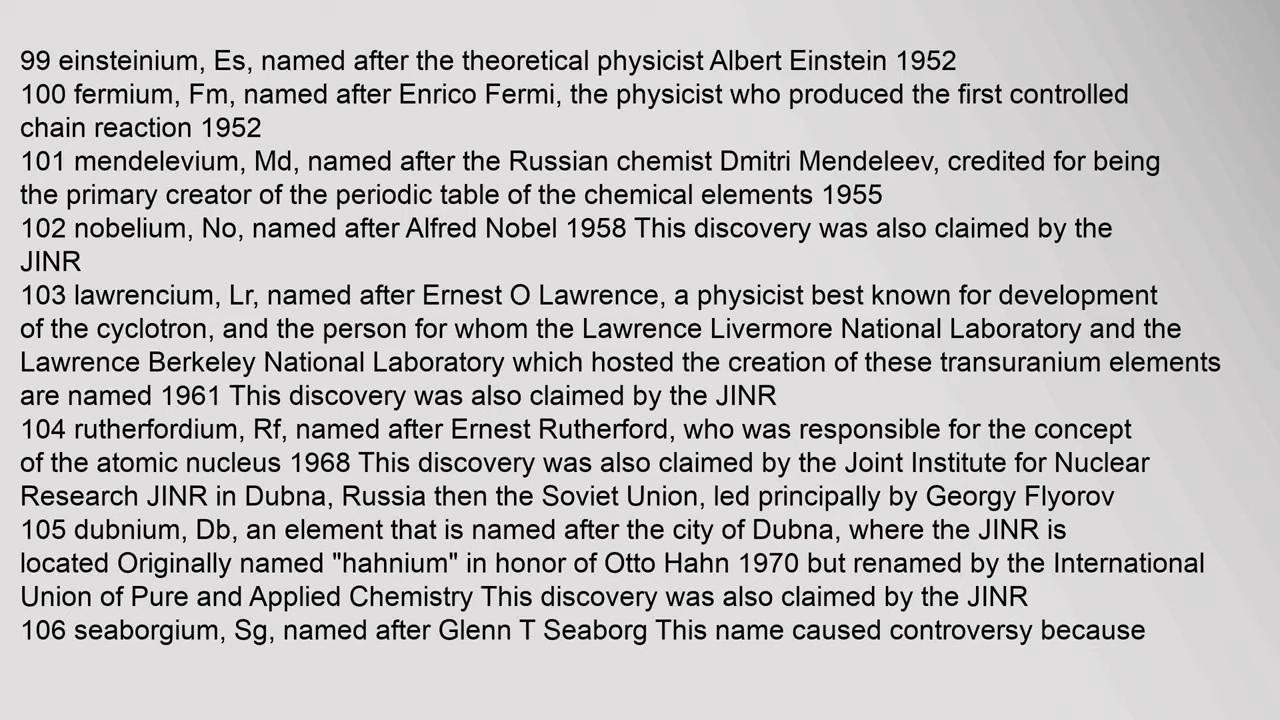 99 einsteinium, Es, named after the theoretical physicist Albert Einstein 1952
100 fermium, Fm, named after Enrico Fermi, the physicist who produced the first controlled
chain reaction 1952
101 mendelevium, Md, named after the Russian chemist Dmitri Mendeleev, credited for being
the primary creator of the periodic table of the chemical elements 1955
102 nobelium, No, named after Alfred Nobel 1958 This discovery was also claimed by the
JINR
103 lawrencium, Lr, named after Ernest O Lawrence, a physicist best known for development
of the cyclotron, and the person for whom the Lawrence Livermore National Laboratory and the
Lawrence Berkeley National Laboratory which hosted the creation of these transuranium elements
are named 1961 This discovery was also claimed by the JINR
104 rutherfordium, Rf, named after Ernest Rutherford, who was responsible for the concept
of the atomic nucleus 1968 This discovery was also claimed by the Joint Institute for Nuclear
Research JINR in Dubna, Russia then the Soviet Union, led principally by Georgy Flyorov
105 dubnium, Db, an element that is named after the city of Dubna, where the JINR is
located Originally named "hahnium" in honor of Otto Hahn 1970 but renamed by the International
Union of Pure and Applied Chemistry This discovery was also claimed by the JINR
106 seaborgium, Sg, named after Glenn T Seaborg This name caused controversy because